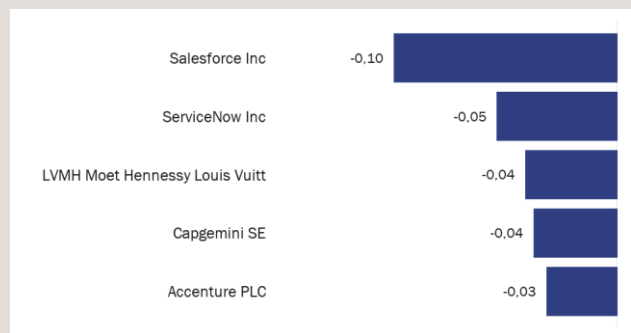 Salesforce Inc -0,10
ServiceNow Inc -0,05
LVMH Moet Hennessy Louis Vuitt -0,04
Capgemini SE -0,04
Accenture PLC -0,03